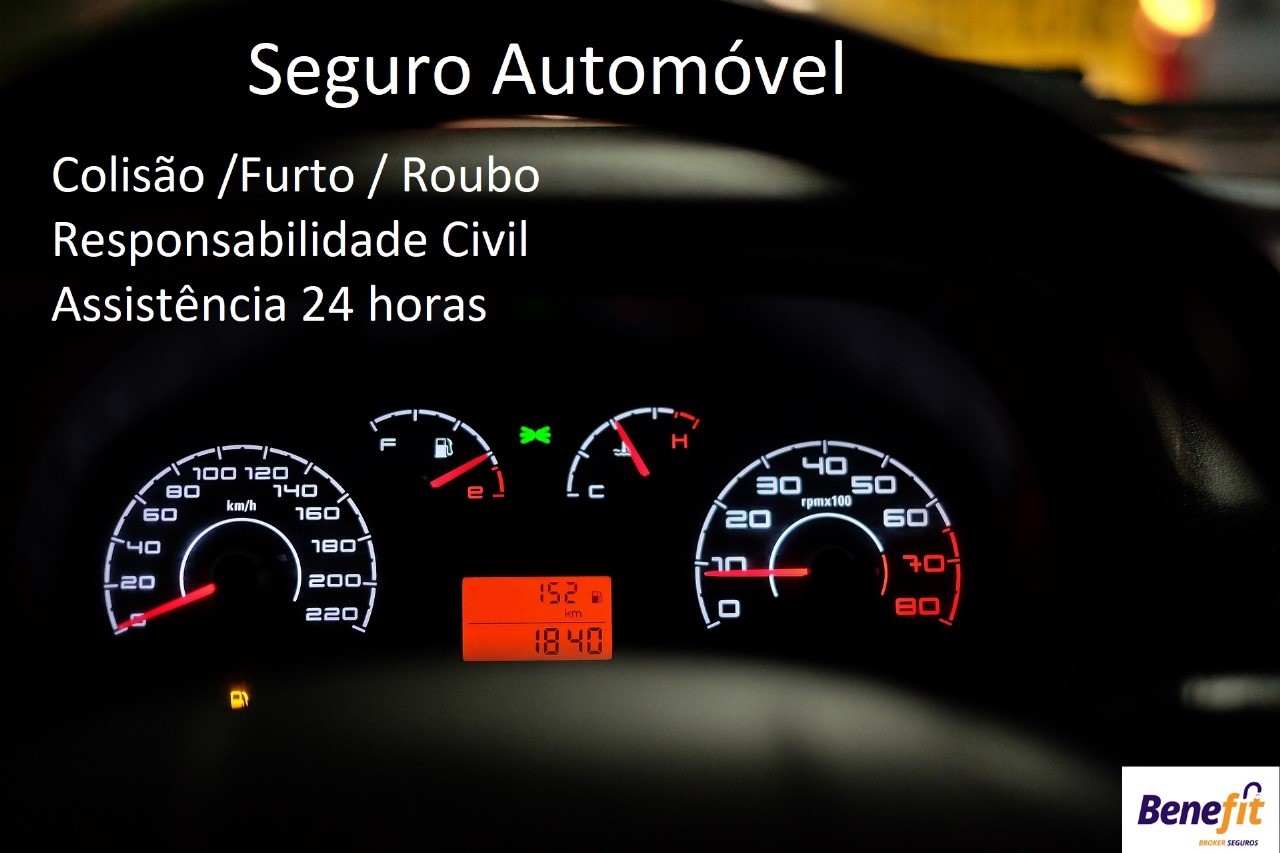 Seguro Automóvel
Colisão /Furto / Roubo
Responsabilidade Civil
Assistência 24 horas
F
e
C
H
km/h
0
20
40
60
80
100
120
140
160
180
200
220
152
km
1840
rpmx100
0
10
20
30
40
50
60
70
80
Benefit
BROKER SEGUROS